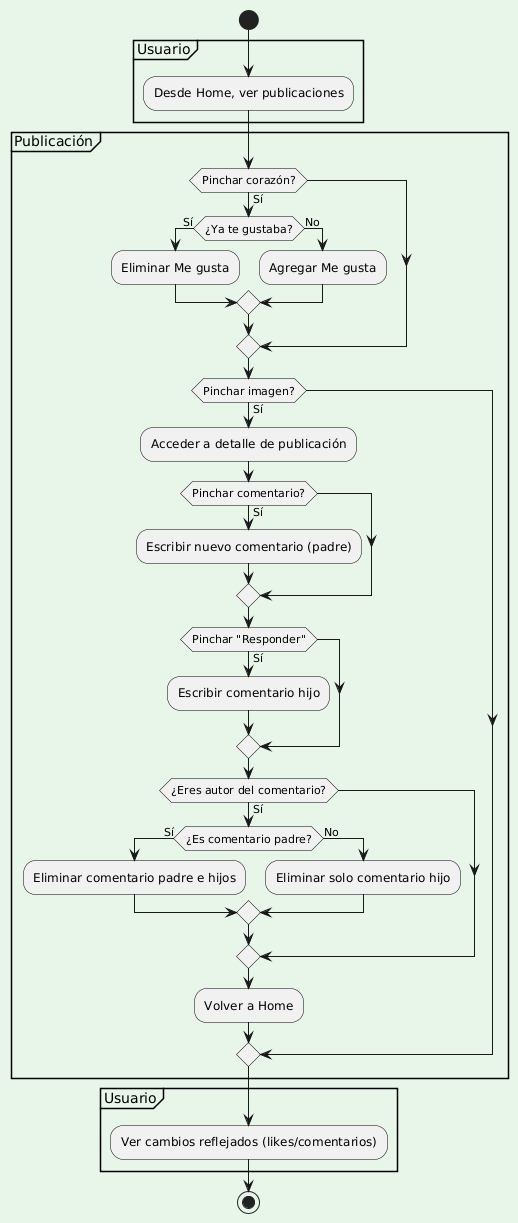 Usuario
Desde Home, ver publicaciones
Publicación
Pinchar corazón?
Sí
¿Ya te gustaba?
Sí
No
Eliminar Me gusta
Agregar Me gusta
Pinchar imagen?
Sí
Acceder a detalle de publicación
Pinchar comentario?
Sí
Escribir nuevo comentario (padre)
Pinchar "Responder"
Sí
Escribir comentario hijo
¿Eres autor del comentario?
Sí
¿Es comentario padre?
Sí
No
Eliminar comentario padre e hijos
Eliminar solo comentario hijo
Volver a Home
Usuario
Ver cambios reflejados (likes/comentarios)